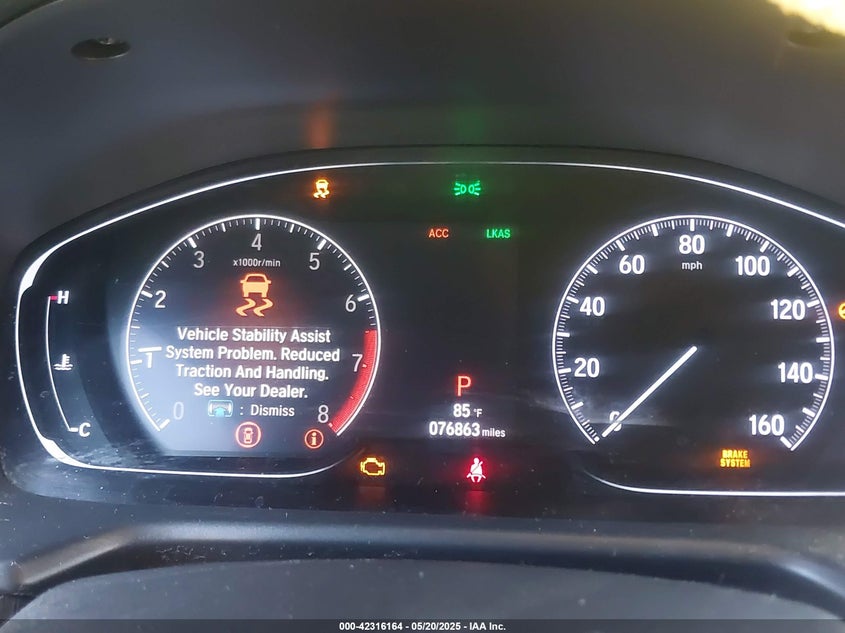 ACC LKAS
4
3 5
x1000r/min
2 6
1 7
0 8
Vehicle Stability Assist
System Problem. Reduced
Traction And Handling.
See Your Dealer.
: Dismiss
H
C
P
85°F
076863 miles
80
60 100
mph
40 120
20 140
0 160
BRAKE
SYSTEM
000-42316164 - 05/20/2025 - IAA Inc.